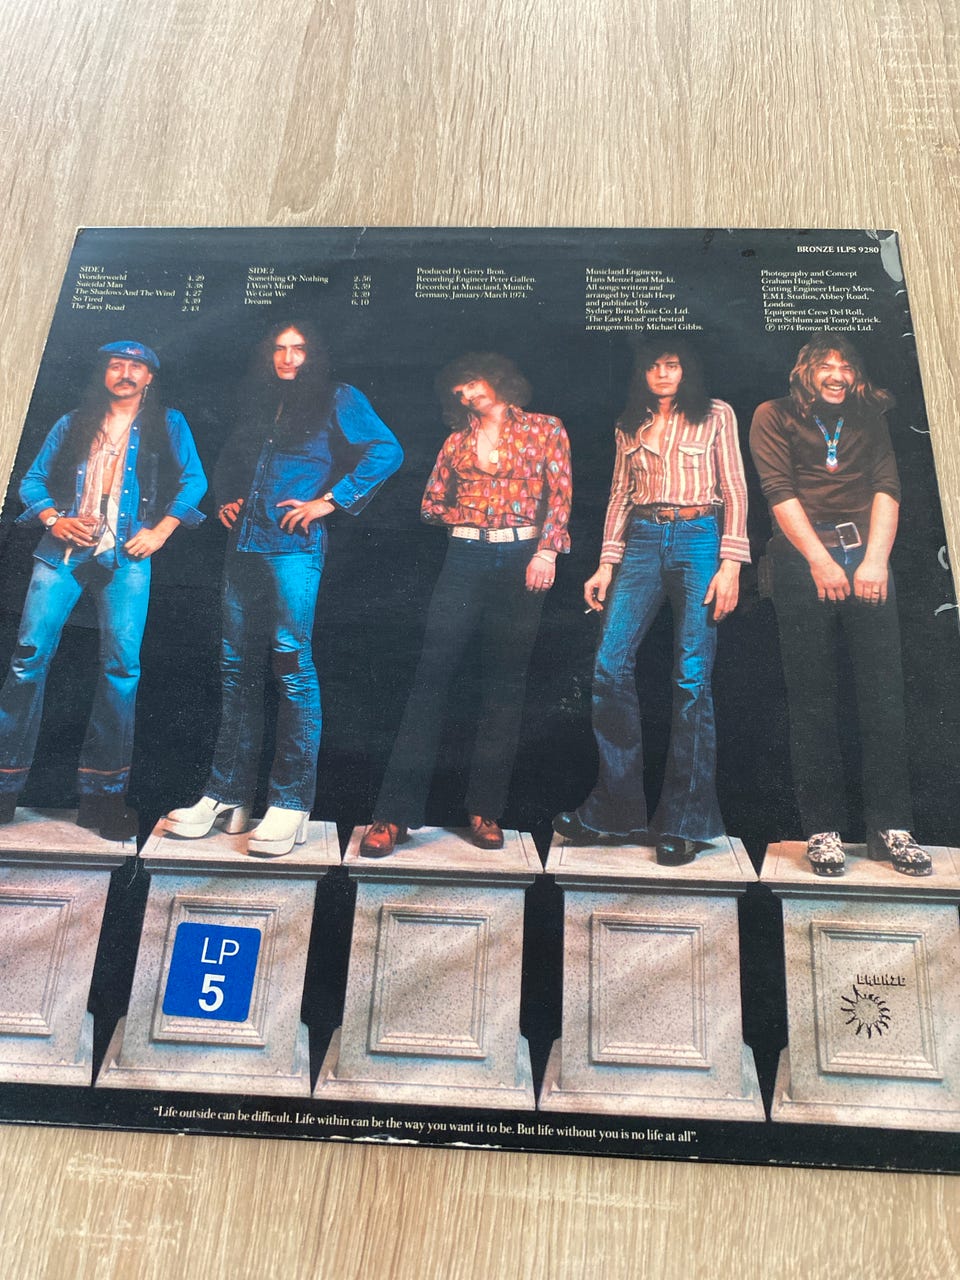 BRONZE ILPS 9280
SIDE 1
Wonderworld 4.29
Suicidal Man 3.38
The Shadows And The Wind 4.27
So Tired 3.39
The Easy Road 2.43
SIDE 2
Something Or Nothing 2.56
I Won't Mind 5.59
We Got We 3.39
Dreams 6.10
Produced by Gerry Bron.
Recording Engineer Peter Gallen.
Recorded at Musicland, Munich,
Germany, January/March 1974.
Musicland Engineers
Hans Menzel and Macki.
All songs written and
arranged by Uriah Heep
and published by
Sydney Bron Music Co. Ltd.
'The Easy Road' orchestral
arrangement by Michael Gibbs.
Photography and Concept
Graham Hughes.
Cutting Engineer Harry Moss,
E.M.I. Studios, Abbey Road,
London.
Equipment Crew Del Roll,
Tom Schlum and Tony Patrick.
℗ 1974 Bronze Records Ltd.
LP
5
BRONZE
"Life outside can be difficult. Life within can be the way you want it to be. But life without you is no life at all".